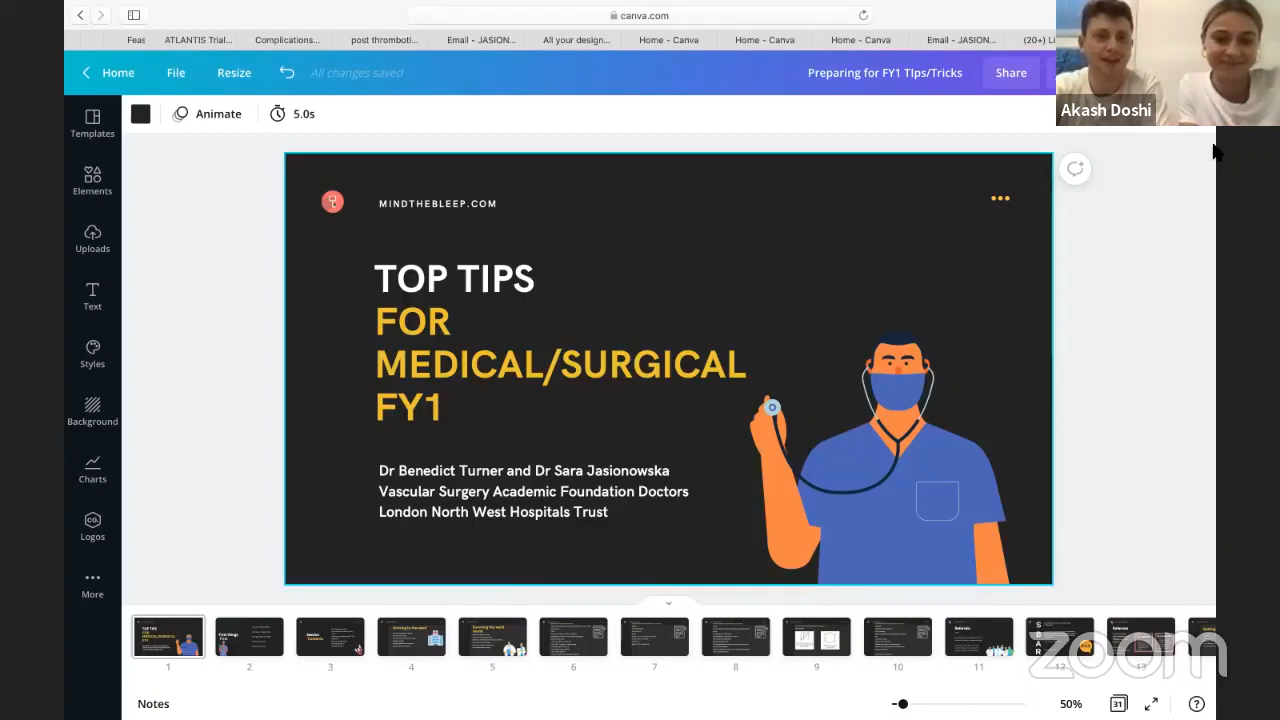 canva.com
Feas
ATLANTIS Trial...
Complications...
post thromboti...
Email - JASION...
All your design...
Home - Canva
Home - Canva
Home - Canva
Email - JASION...
(20+) Li
Home
File
Resize
All changes saved
Preparing for FY1 TIps/Tricks
Share
Akash Doshi
Animate
5.0s
Templates
Elements
Uploads
Text
Styles
Background
Charts
CO.
Logos
More
MINDTHEBLEEP.COM
TOP TIPS
FOR
MEDICAL/SURGICAL
FY1
Dr Benedict Turner and Dr Sara Jasionowska
Vascular Surgery Academic Foundation Doctors
London North West Hospitals Trust
1
2
3
4
5
6
7
8
9
10
11
12
13
zoom
Notes
50%
31